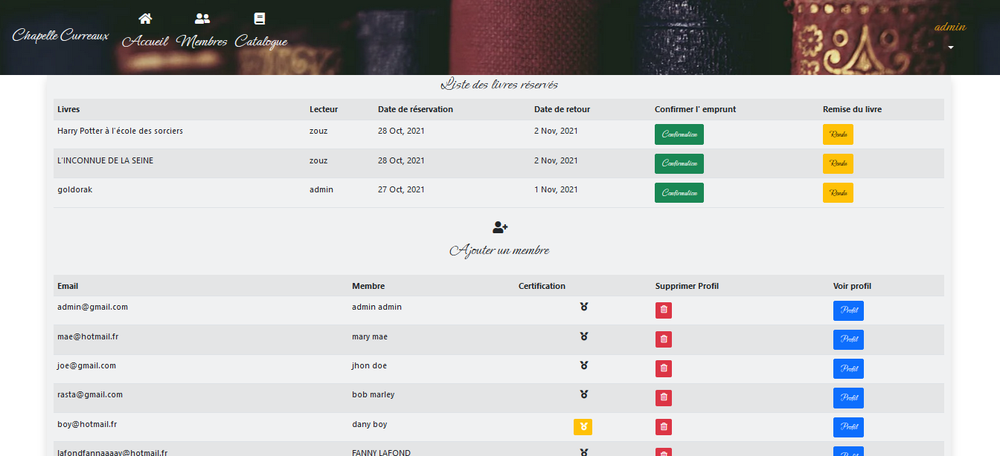 Chapelle Curreaux
Accueil Membres Catalogue
admin
Liste des livres réservés
Livres Lecteur Date de réservation Date de retour Confirmer l' emprunt Remise du livre
Harry Potter à l'école des sorciers zouz 28 Oct, 2021 2 Nov, 2021 Confirmation Rendu
L'INCONNUE DE LA SEINE zouz 28 Oct, 2021 2 Nov, 2021 Confirmation Rendu
goldorak admin 27 Oct, 2021 1 Nov, 2021 Confirmation Rendu
Ajouter un membre
Email Membre Certification Supprimer Profil Voir profil
admin@gmail.com admin admin Profil
mae@hotmail.fr mary mae Profil
joe@gmail.com jhon doe Profil
rasta@gmail.com bob marley Profil
boy@hotmail.fr dany boy Profil
lafondfannaaaay@hotmail.fr FANNY LAFOND Profil